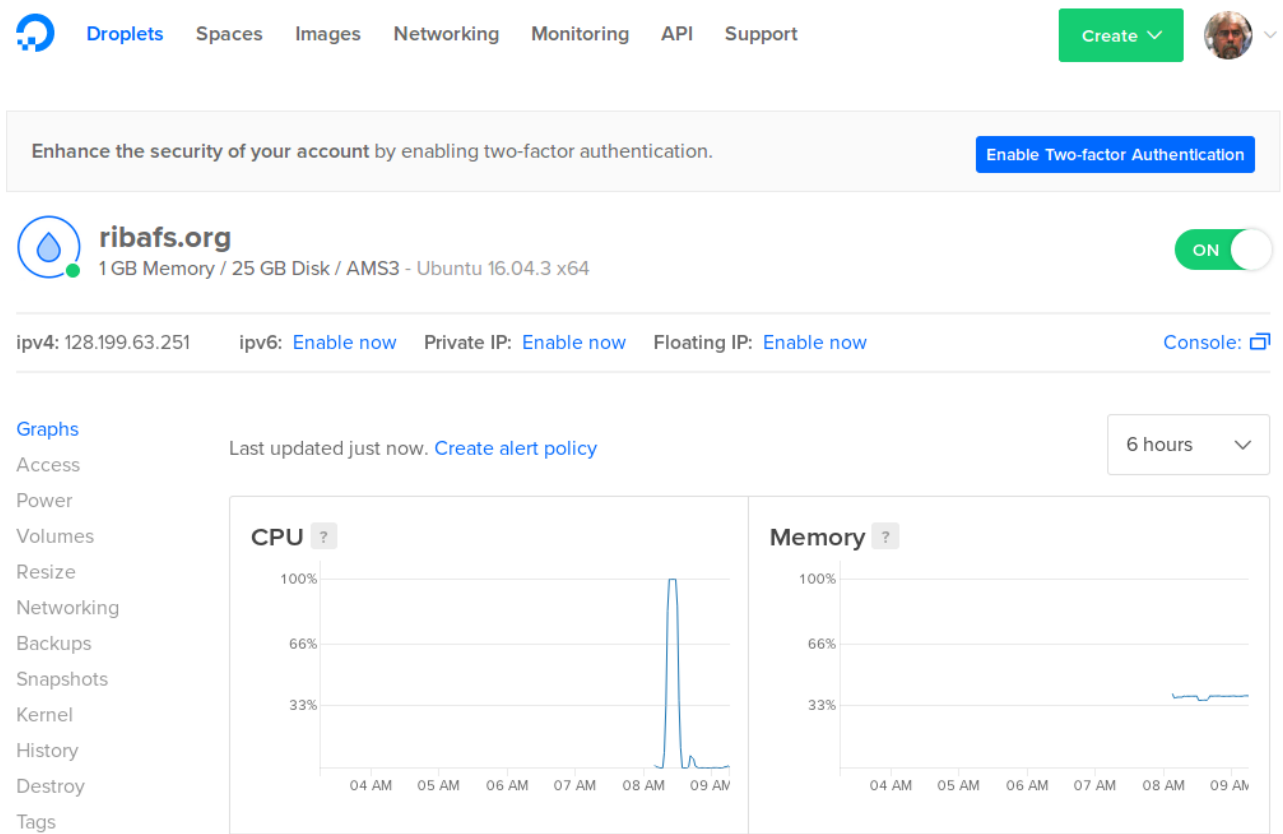 Droplets Spaces Images Networking Monitoring API Support Create
Enhance the security of your account by enabling two-factor authentication. Enable Two-factor Authentication
ribafs.org
1 GB Memory / 25 GB Disk / AMS3 - Ubuntu 16.04.3 x64
ON
ipv4: 128.199.63.251 ipv6: Enable now Private IP: Enable now Floating IP: Enable now Console:
Graphs
Access
Power
Volumes
Resize
Networking
Backups
Snapshots
Kernel
History
Destroy
Tags
Last updated just now. Create alert policy
6 hours
CPU ?
100%
66%
33%
04 AM 05 AM 06 AM 07 AM 08 AM 09 AM
Memory ?
100%
66%
33%
04 AM 05 AM 06 AM 07 AM 08 AM 09 AM